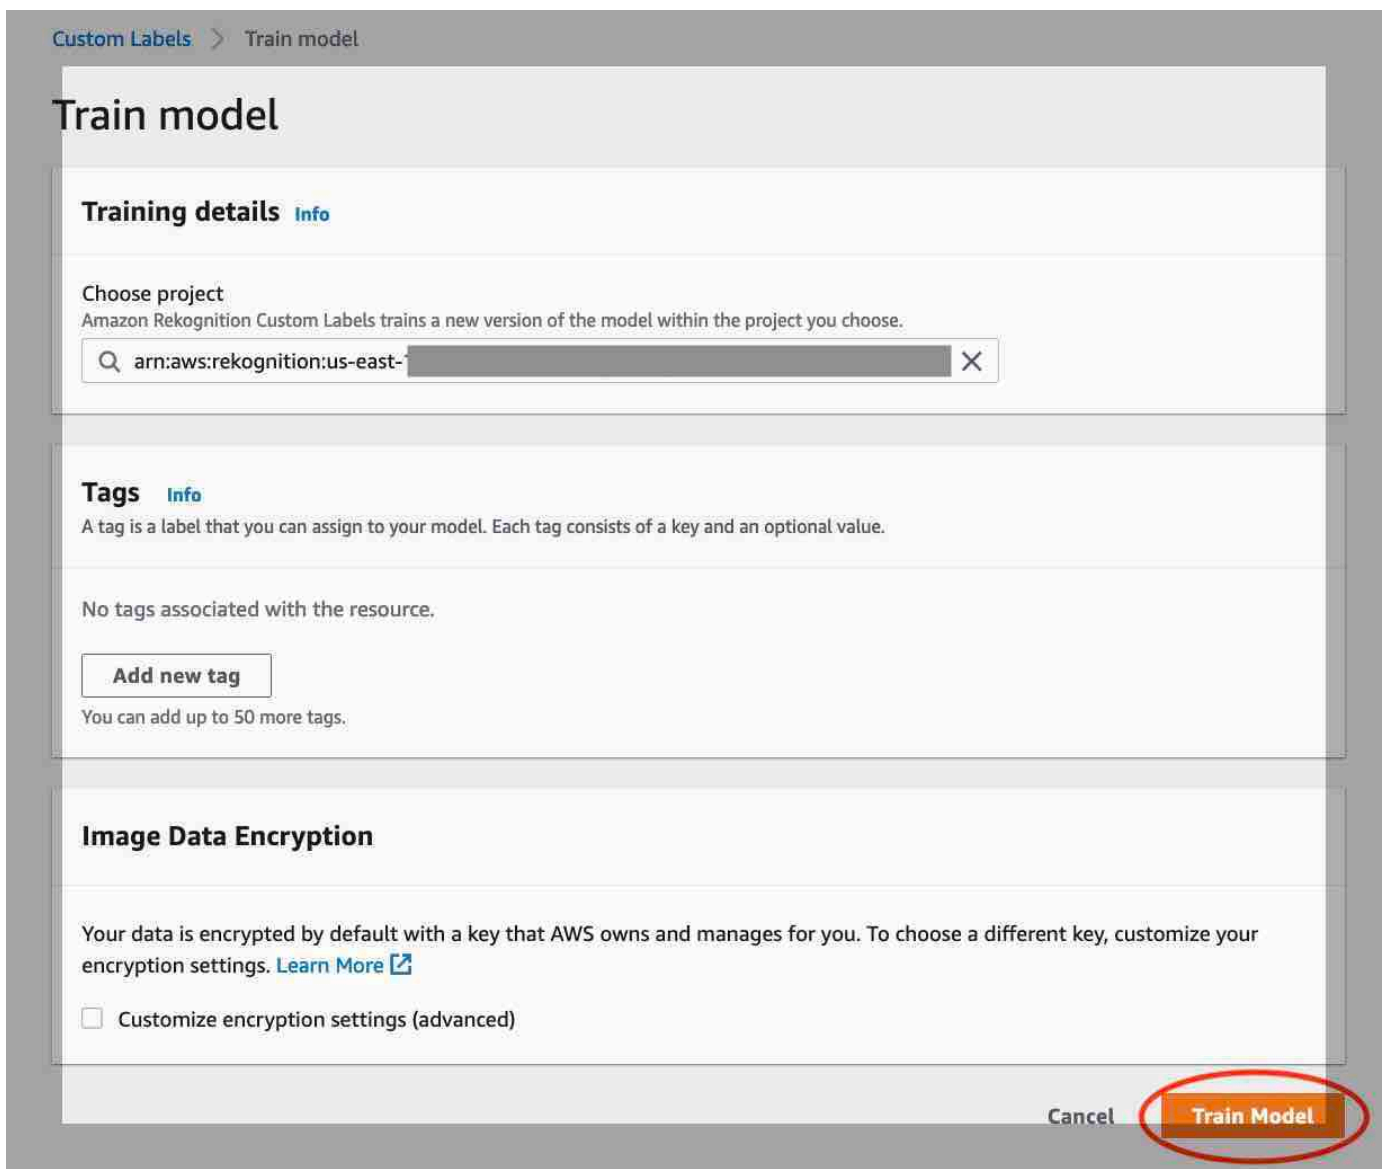 Custom Labels > Train model
Train model
Training details Info
Choose project
Amazon Rekognition Custom Labels trains a new version of the model within the project you choose.
arn:aws:rekognition:us-east-
Tags Info
A tag is a label that you can assign to your model. Each tag consists of a key and an optional value.
No tags associated with the resource.
Add new tag
You can add up to 50 more tags.
Image Data Encryption
Your data is encrypted by default with a key that AWS owns and manages for you. To choose a different key, customize your
encryption settings. Learn More
Customize encryption settings (advanced)
Cancel Train Model